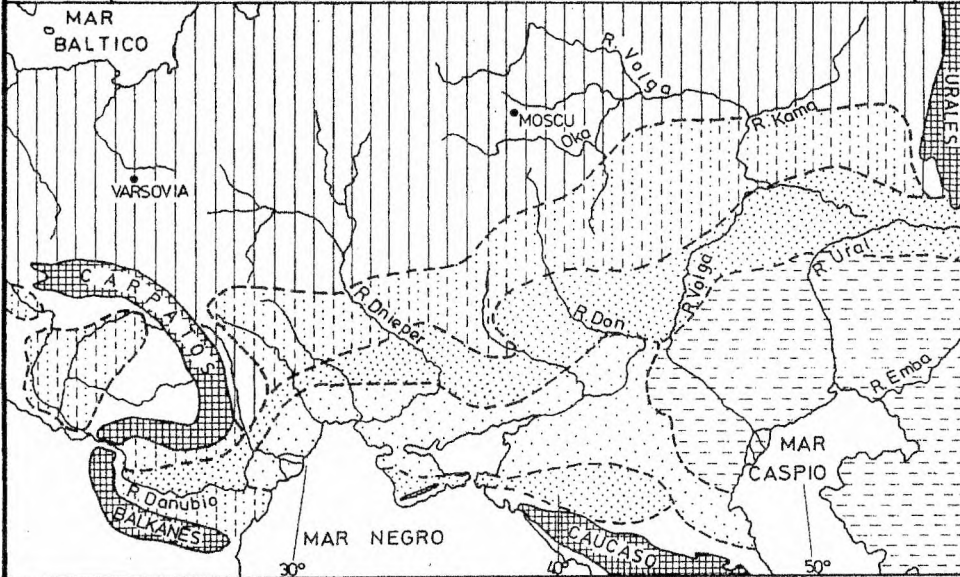 MAR
BALTICO
R. Volga
URALES
MOSCU
Oka
R. Kama
VARSOVIA
CARPATOS
R. Dnieper
R. Don
R. Volga
R. Ural
R. Emba
MAR
CASPIO
R. Danubio
BALKANES
MAR NEGRO
CAUCASO
30°
40°
50°